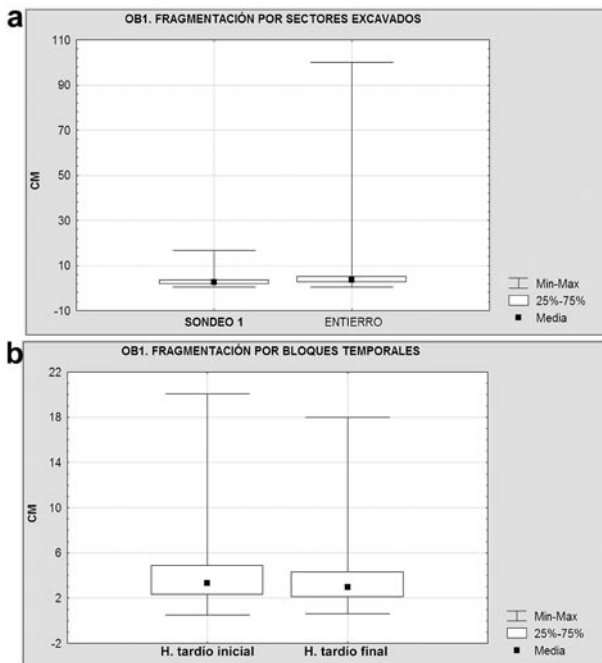 a
OB1. FRAGMENTACIÓN POR SECTORES EXCAVADOS
110
90
70
50
30
10
-10
CM
SONDEO 1 ENTIERRO
Min-Max
25%-75%
Media
b
OB1. FRAGMENTACIÓN POR BLOQUES TEMPORALES
22
18
14
10
6
2
-2
CM
H. tardio inicial H. tardio final
Min-Max
25%-75%
Media